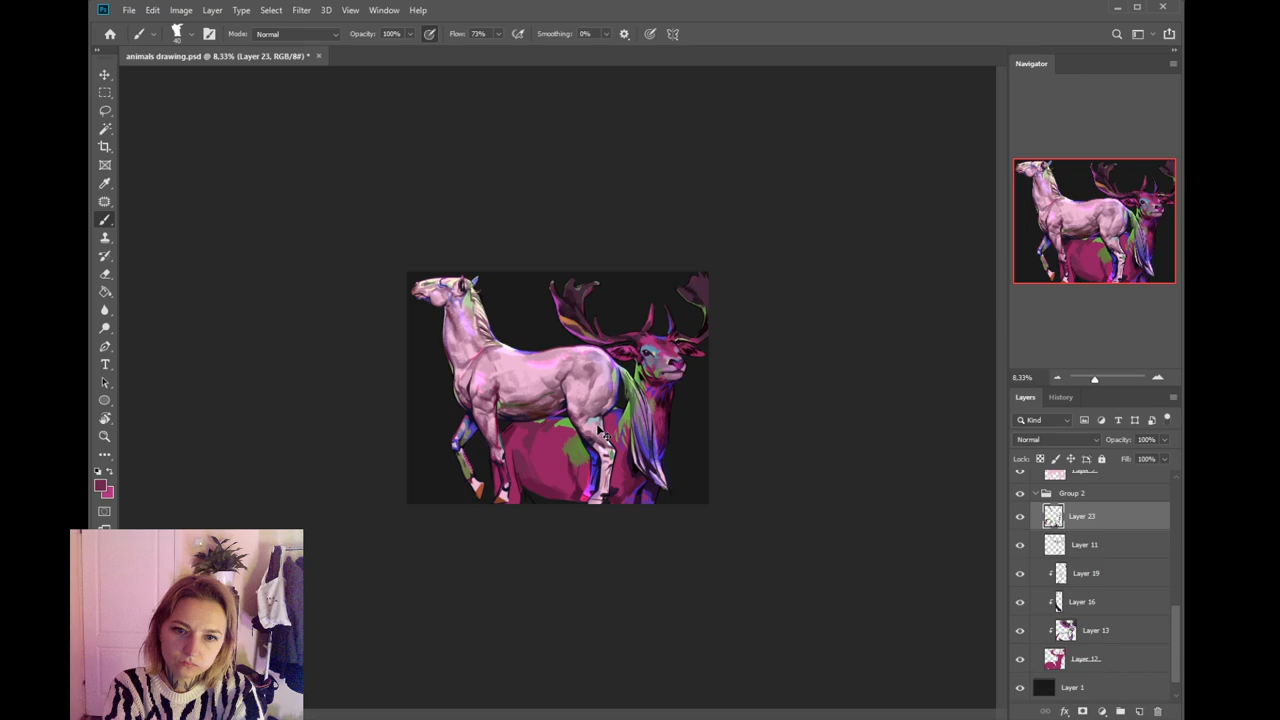 Ps File Edit Image Layer Type Select Filter 3D View Window Help
40 Mode: Normal Opacity: 100% Flow: 73% Smoothing: 0%
animals drawing.psd @ 8,33% (Layer 23, RGB/8#) * ×
Navigator
8,33%
Layers History
Kind
Normal Opacity: 100%
Lock: Fill: 100%
Group 2
Layer 23
Layer 11
Layer 19
Layer 16
Layer 13
Layer 12
Layer 1
fx